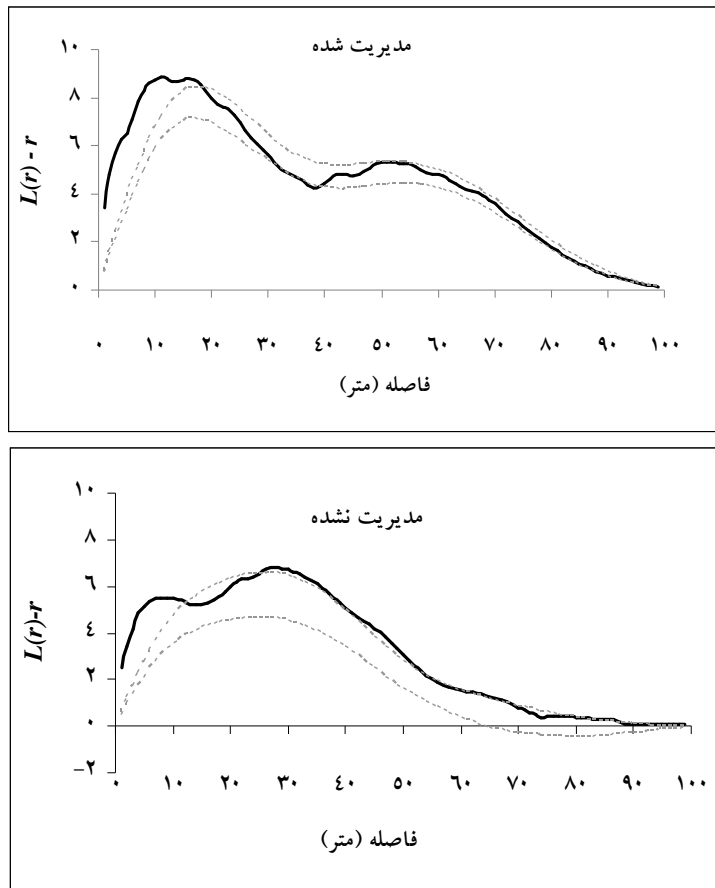 مدیریت شده
۱۰
۸
۶
۴
۲
۰
L(r) - r
۰ ۱۰ ۲۰ ۳۰ ۴۰ ۵۰ ۶۰ ۷۰ ۸۰ ۹۰ ۱۰۰
فاصله (متر)
مدیریت نشده
۱۰
۸
۶
۴
۲
۰
−۲
L(r)-r
۰ ۱۰ ۲۰ ۳۰ ۴۰ ۵۰ ۶۰ ۷۰ ۸۰ ۹۰ ۱۰۰
فاصله (متر)